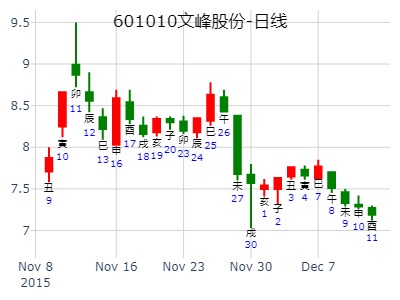 601010文峰股份-日线
9.5
9
8.5
8
7.5
7
丑
9
寅
10
卯
11
辰
12
巳
13
申
16
酉
17
戌
18
亥
19
子
20
卯
23
辰
24
巳
25
午
26
未
27
戌
30
亥
1
子
2
丑
3
寅
4
巳
7
午
8
未
9
申
10
酉
11
Nov 8
2015
Nov 16
Nov 23
Nov 30
Dec 7